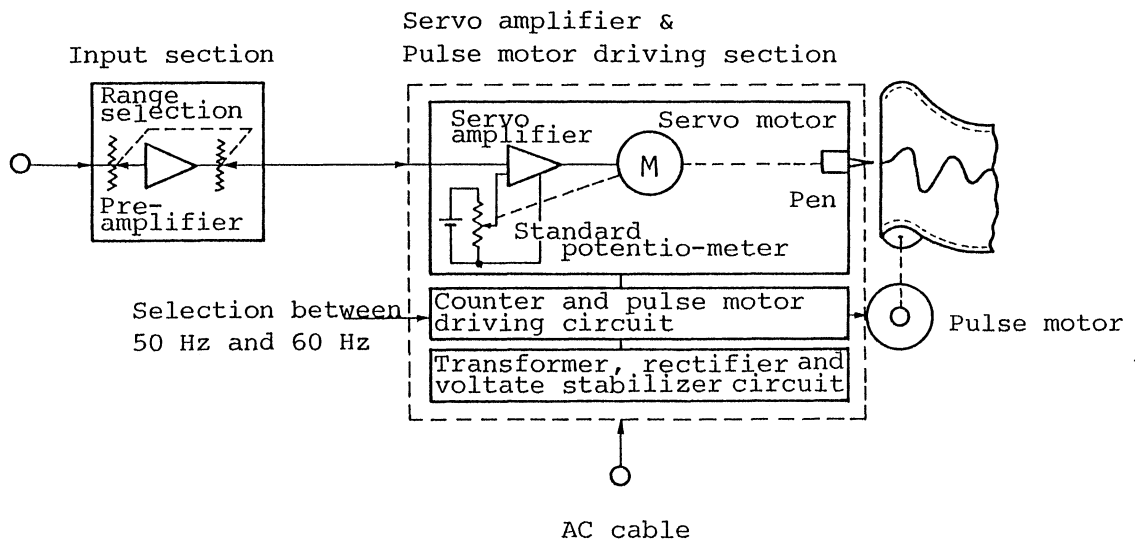 Servo amplifier &
Pulse motor driving section
Input section
Range
selection
Pre-
amplifier
Servo
amplifier
Servo motor
M
Pen
Standard
potentio-meter
Selection between
50 Hz and 60 Hz
Counter and pulse motor
driving circuit
Pulse motor
Transformer, rectifier and
voltate stabilizer circuit
AC cable